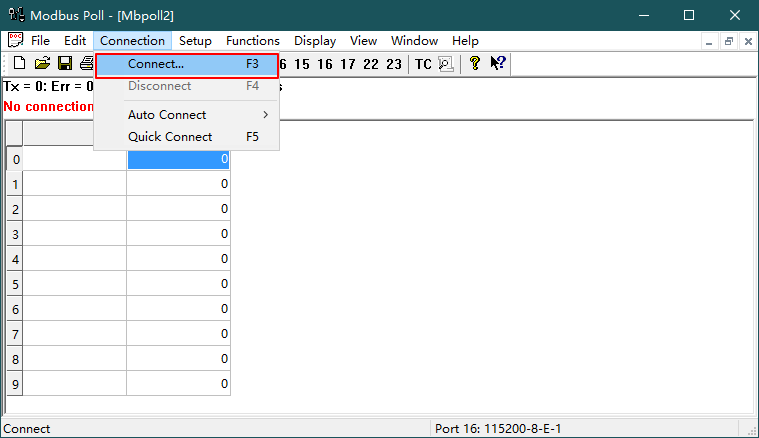 Modbus Poll - [Mbpoll2]
File Edit Connection Setup Functions Display View Window Help
Connect... F3
15 16 17 22 23 TC
Disconnect F4
Tx = 0: Err = 0
No connection
Auto Connect
Quick Connect F5
0 0
1 0
2 0
3 0
4 0
5 0
6 0
7 0
8 0
9 0
Connect Port 16: 115200-8-E-1